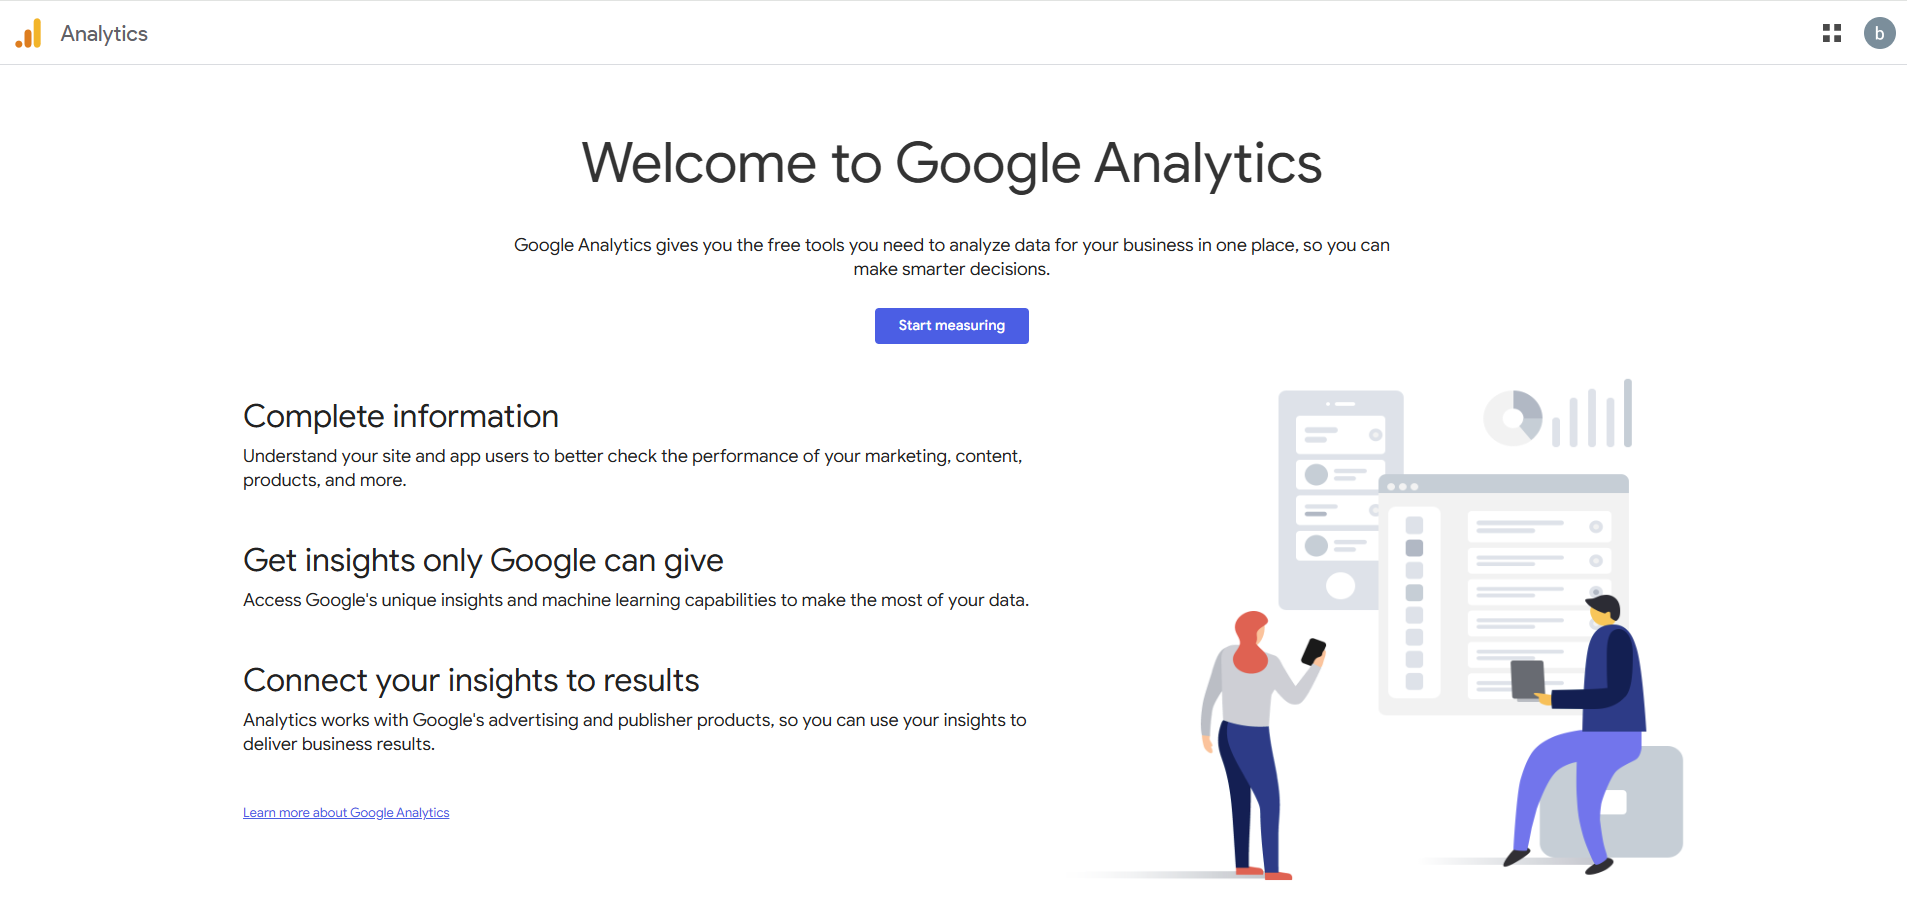 Analytics
b
Welcome to Google Analytics
Google Analytics gives you the free tools you need to analyze data for your business in one place, so you can
make smarter decisions.
Start measuring
Complete information
Understand your site and app users to better check the performance of your marketing, content,
products, and more.
Get insights only Google can give
Access Google's unique insights and machine learning capabilities to make the most of your data.
Connect your insights to results
Analytics works with Google's advertising and publisher products, so you can use your insights to
deliver business results.
Learn more about Google Analytics